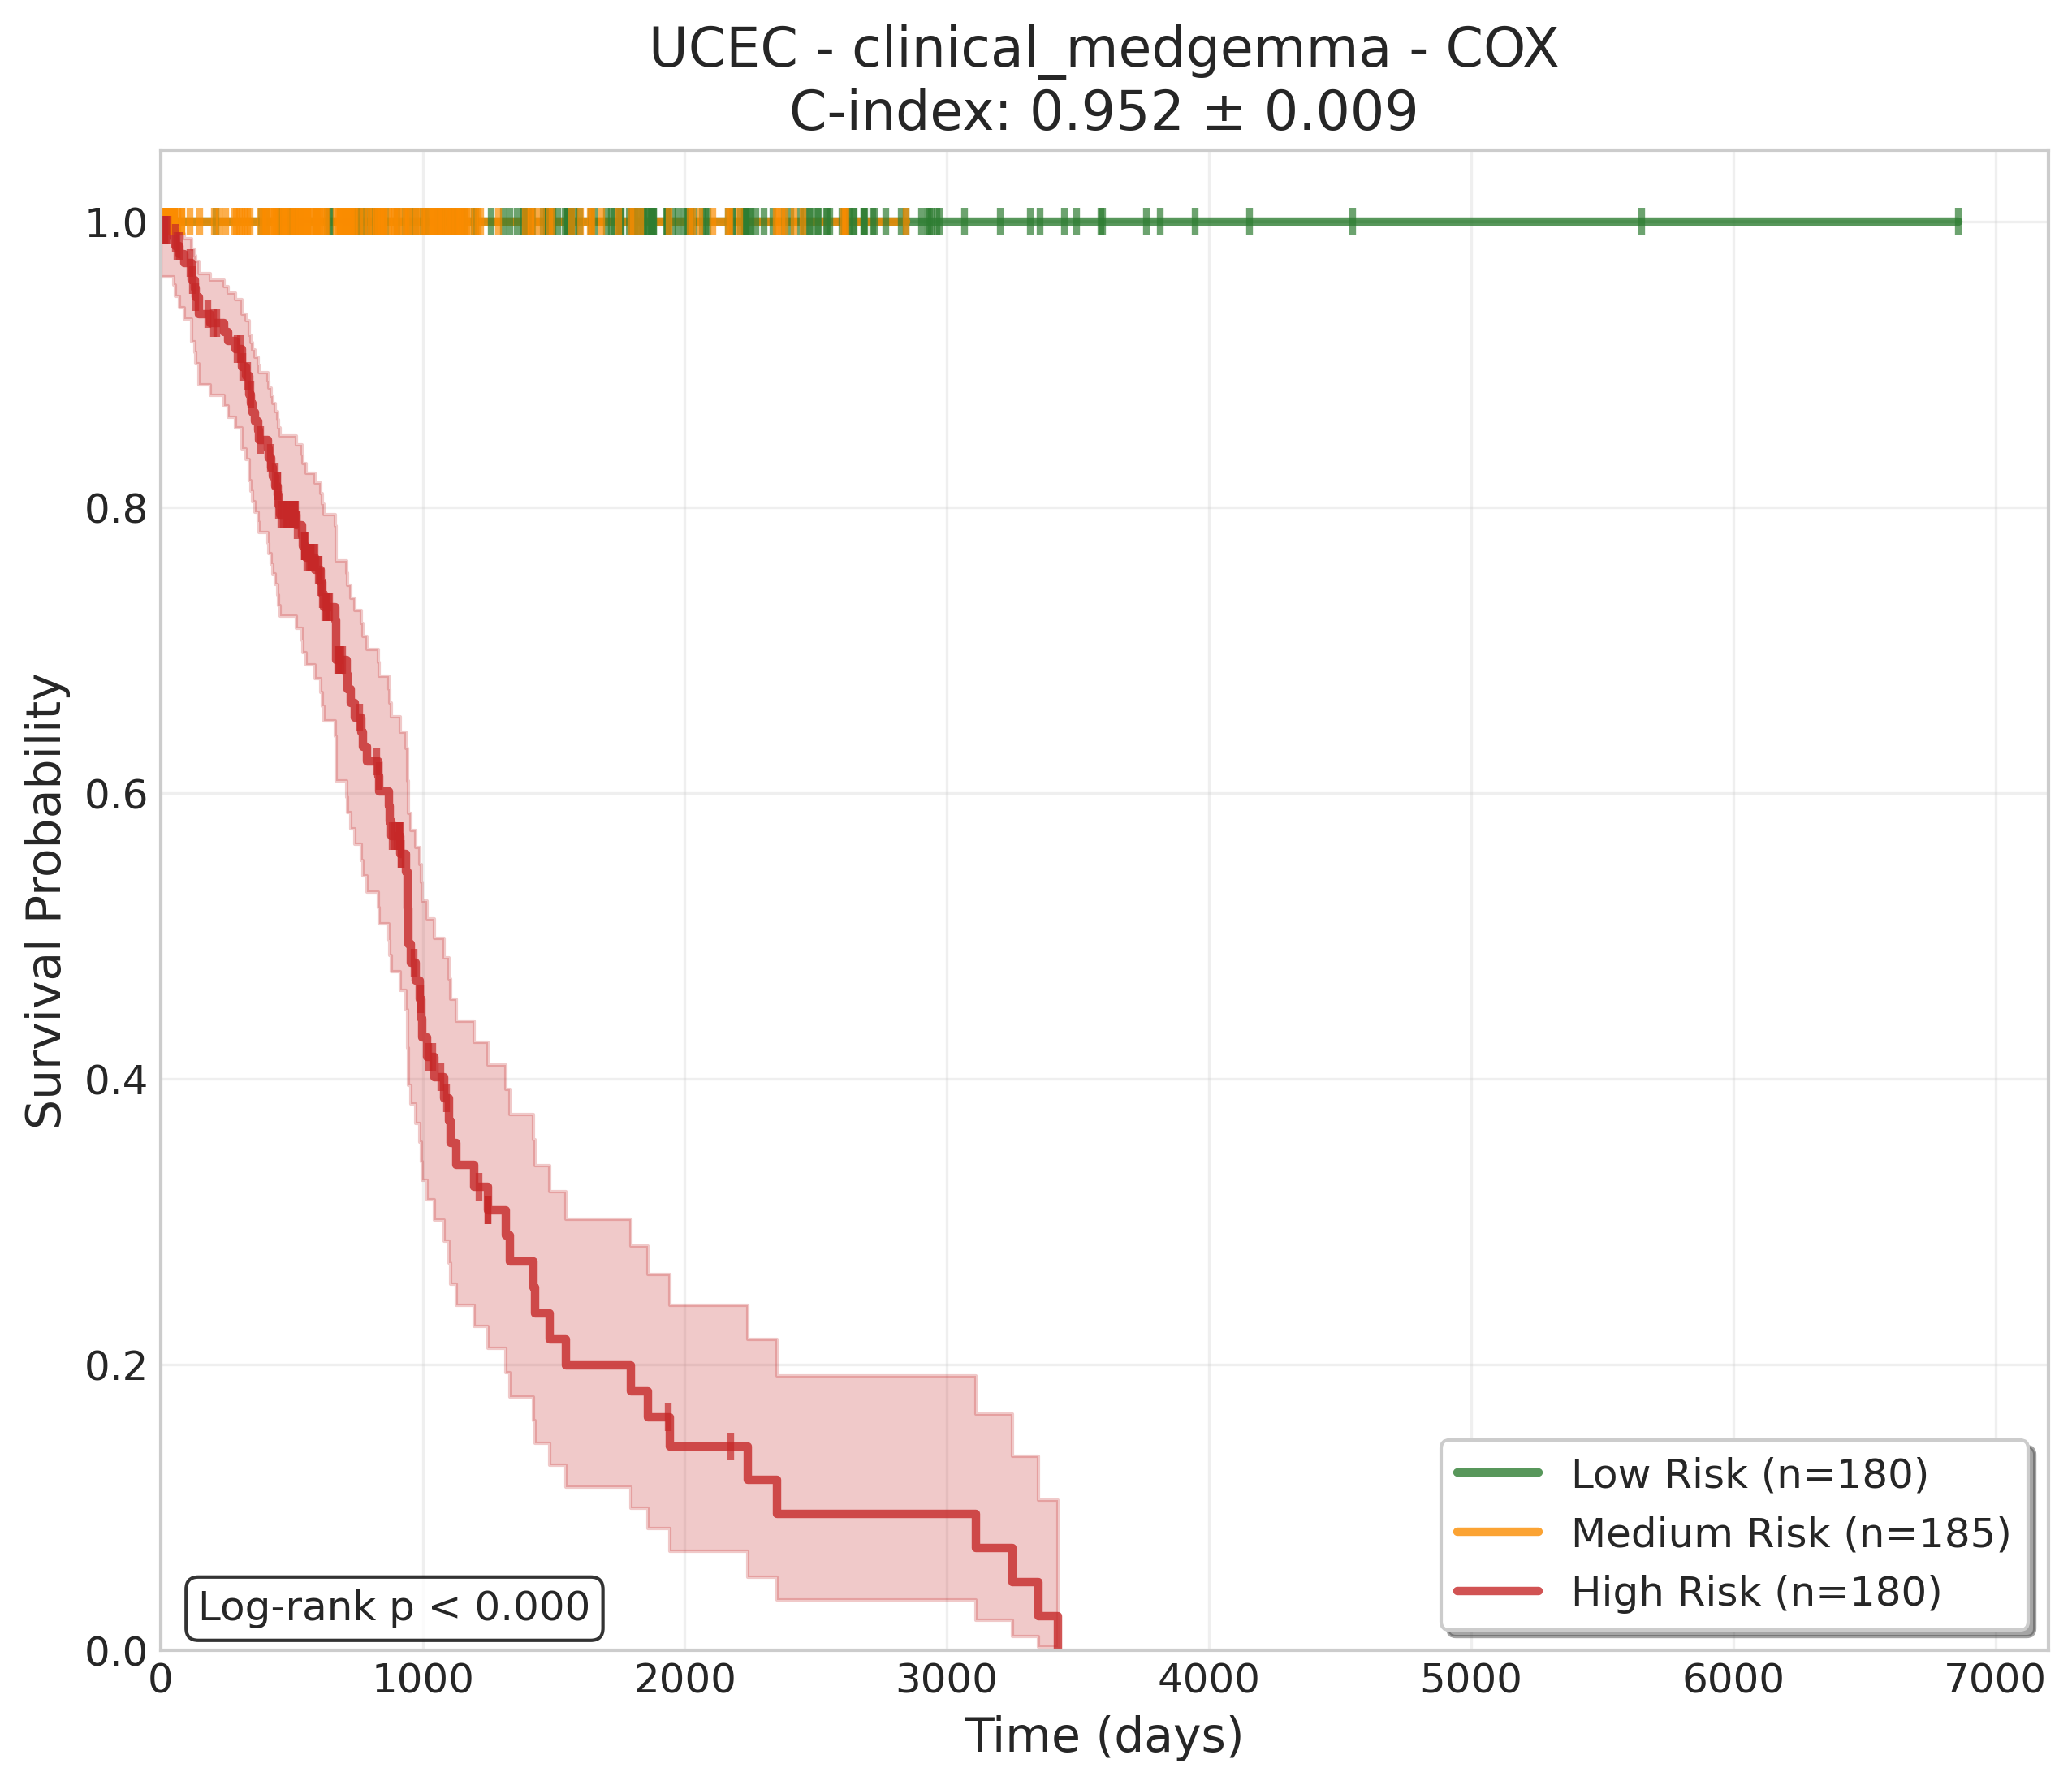 UCEC - clinical_medgemma - COX
C-index: 0.952 ± 0.009
Survival Probability
1.0
0.8
0.6
0.4
0.2
0.0
0 1000 2000 3000 4000 5000 6000 7000
Time (days)
Log-rank p < 0.000
Low Risk (n=180)
Medium Risk (n=185)
High Risk (n=180)